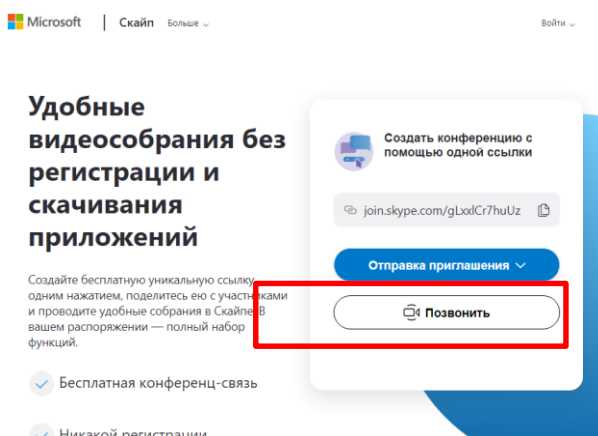 Microsoft
Скайп
Больше
Войти
Удобные
видеособрания без
регистрации и
скачивания
приложений
Создайте бесплатную уникальную ссылку
одним нажатием, поделитесь ею с участниками
и проводите удобные собрания в Скайпе. В
вашем распоряжении — полный набор
функций.
Бесплатная конференц-связь
Никакой регистрации
Создать конференцию с
помощью одной ссылки
join.skype.com/gLxxlCr7huUz
Отправка приглашения
Позвонить